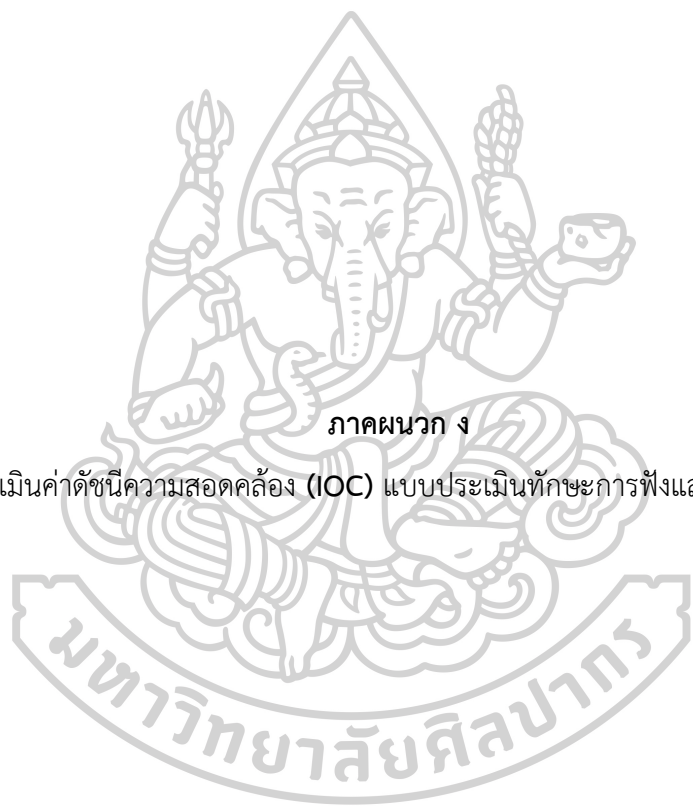 ภาคผนวก ง
เมินค่าดัชนีความสอดคล้อง (IOC) แบบประเมินทักษะการฟังแล
มหาวิทยาลัยศิลปากร